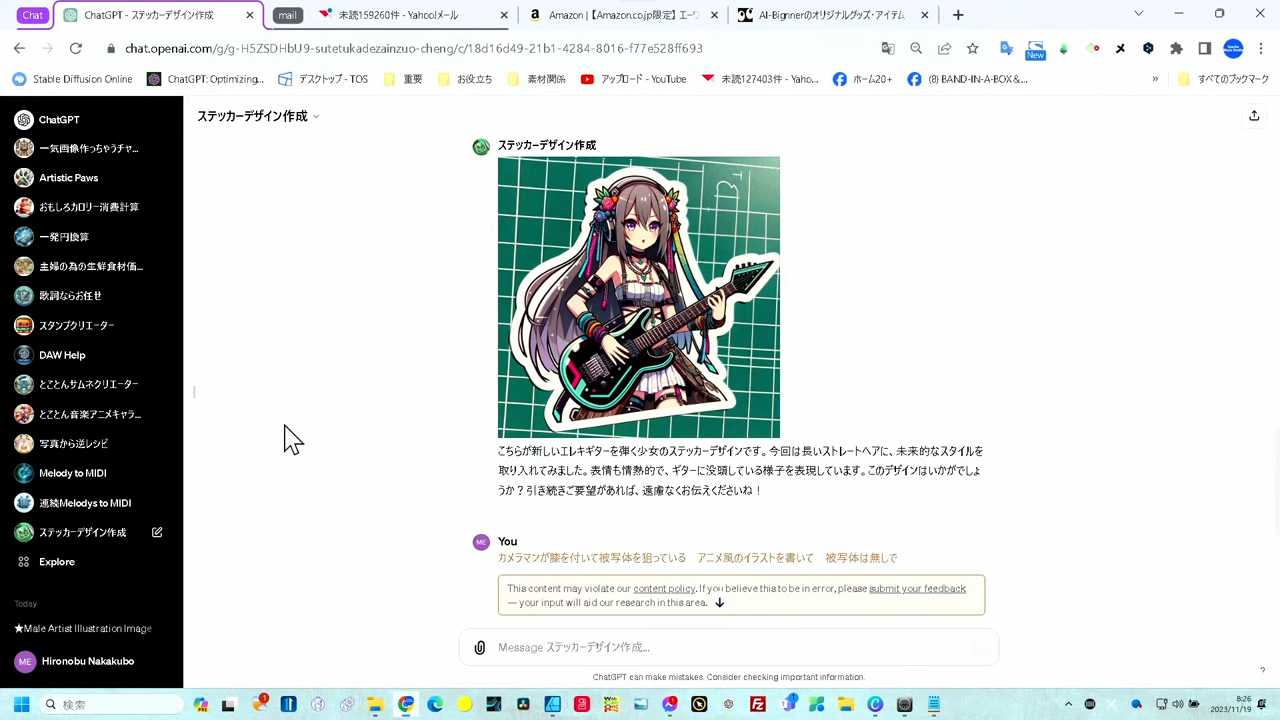 Chat
ステッカーデザイン作成
mail
未読159260件 - Yahoo!メール
Amazon | 【Amazon.co.jp限定】 エーワ
AI-Biginnerのオリジナルグッズ・アイテム
Stable Diffusion Online
ChatGPT: Optimizing...
デスクトップ - TOS
重要
お役立ち
素材関係
アップロード - YouTube
未読127403件 - Yaho...
ホーム20+
(8) BAND-IN-A-BOX &...
»
すべてのブックマーク
New
ChatGPT
一気画像作っちゃうチャ...
Artistic Paws
おもしろカロリー消費計算
一発円換算
主婦の為の生鮮食材価...
歌詞ならお任せ
スタンプクリエーター
DAW Help
とことんサムネクリエーター
とことん音楽アニメキャラ...
写真から逆レシピ
Melody to MIDI
連続Melodys to MIDI
ステッカーデザイン作成
Explore
Today
★Male Artist Illustration Image
ME
Hironobu Nakakubo
ステッカーデザイン作成
ステッカーデザイン作成
こちらが新しいエレキギターを弾く少女のステッカーデザインです。今回は長いストレートヘアに、未来的なスタイルを
取り入れてみました。表情も情熱的で、ギターに没頭している様子を表現しています。このデザインはいかがでしょ
うか？引き続きご要望があれば、遠慮なくお伝えくださいね！
ME
You
カメラマンが膝を付いて被写体を狙っている　アニメ風のイラストを書いて　被写体は無しで
This content may violate our content policy. If you believe this to be in error, please submit your feedback
— your input will aid our research in this area.
Message ステッカーデザイン作成...
ChatGPT can make mistakes. Consider checking important information.
?
検索
1
8:26
2023/11/19